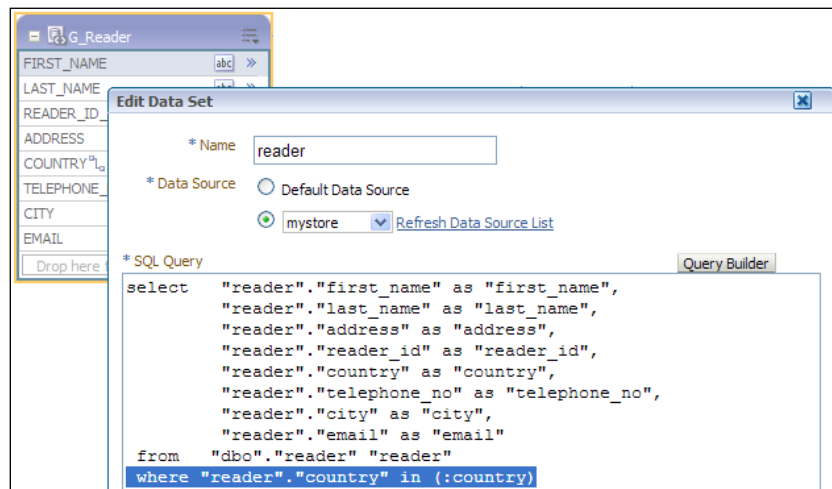 G_Reader
FIRST_NAME abc »
LAST_NAME
READER_ID_
ADDRESS
COUNTRY
TELEPHONE_
CITY
EMAIL
Drop here
Edit Data Set
* Name reader
* Data Source Default Data Source
mystore Refresh Data Source List
* SQL Query Query Builder
select "reader"."first_name" as "first_name",
"reader"."last_name" as "last_name",
"reader"."address" as "address",
"reader"."reader_id" as "reader_id",
"reader"."country" as "country",
"reader"."telephone_no" as "telephone_no",
"reader"."city" as "city",
"reader"."email" as "email"
from "dbo"."reader" "reader"
where "reader"."country" in (:country)